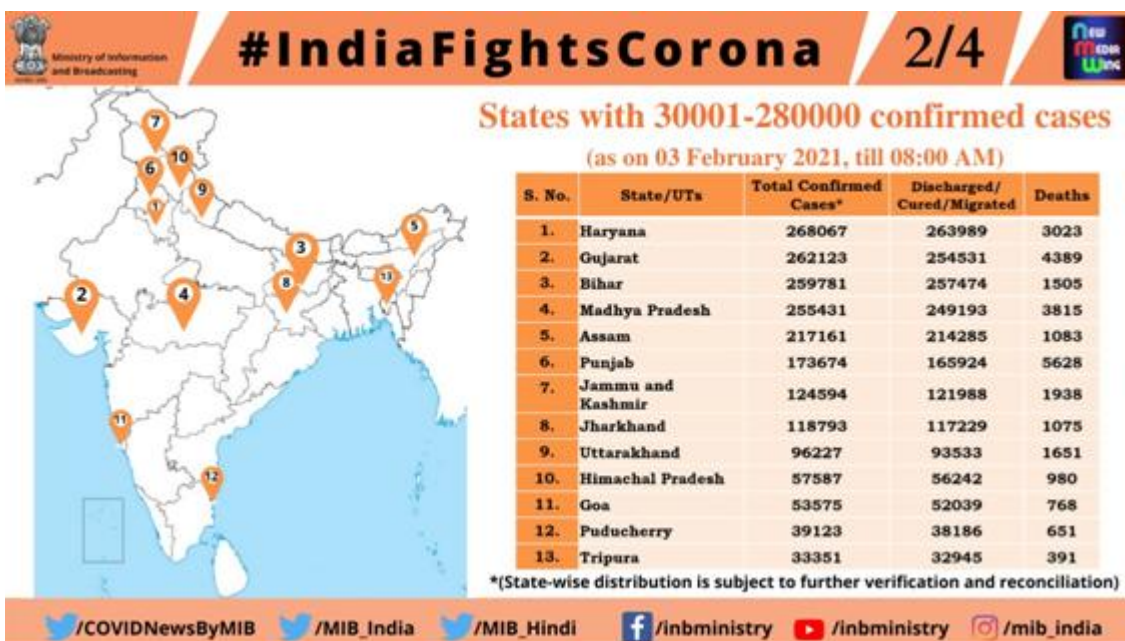 Ministry of Information
and Broadcasting
#IndiaFightsCorona
2/4
New
Media
Wing
States with 30001-280000 confirmed cases
(as on 03 February 2021, till 08:00 AM)
S. No. State/UTs Total Confirmed Cases* Discharged/ Cured/Migrated Deaths
1. Haryana 268067 263989 3023
2. Gujarat 262123 254531 4389
3. Bihar 259781 257474 1505
4. Madhya Pradesh 255431 249193 3815
5. Assam 217161 214285 1083
6. Punjab 173674 165924 5628
7. Jammu and Kashmir 124594 121988 1938
8. Jharkhand 118793 117229 1075
9. Uttarakhand 96227 93533 1651
10. Himachal Pradesh 57587 56242 980
11. Goa 53575 52039 768
12. Puducherry 39123 38186 651
13. Tripura 33351 32945 391
*(State-wise distribution is subject to further verification and reconciliation)
7
10
6
9
1
5
3
13
8
2
4
11
12
/COVIDNewsByMIB /MIB_India /MIB_Hindi /inbministry /inbministry /mib_india